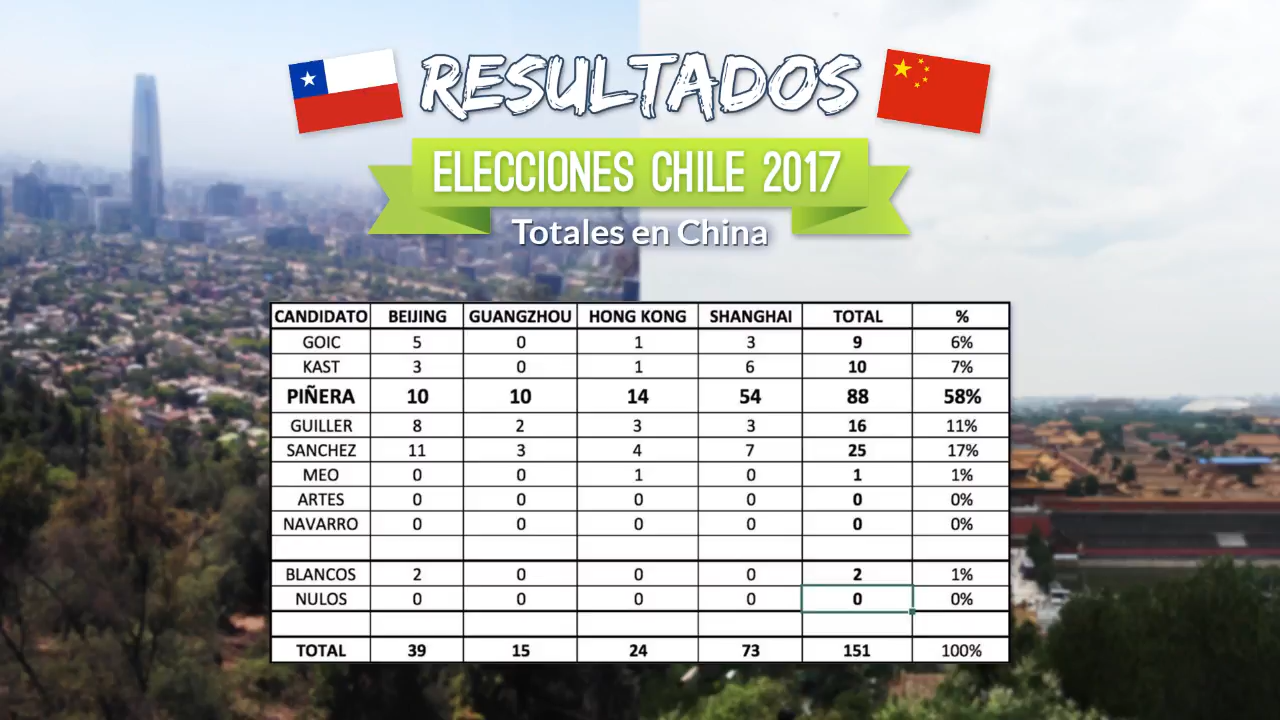 RESULTADOS
ELECCIONES CHILE 2017
Totales en China
CANDIDATO BEIJING GUANGZHOU HONG KONG SHANGHAI TOTAL %
GOIC 5 0 1 3 9 6%
KAST 3 0 1 6 10 7%
PIÑERA 10 10 14 54 88 58%
GUILLER 8 2 3 3 16 11%
SANCHEZ 11 3 4 7 25 17%
MEO 0 0 1 0 1 1%
ARTES 0 0 0 0 0 0%
NAVARRO 0 0 0 0 0 0%
BLANCOS 2 0 0 0 2 1%
NULOS 0 0 0 0 0 0%
TOTAL 39 15 24 73 151 100%